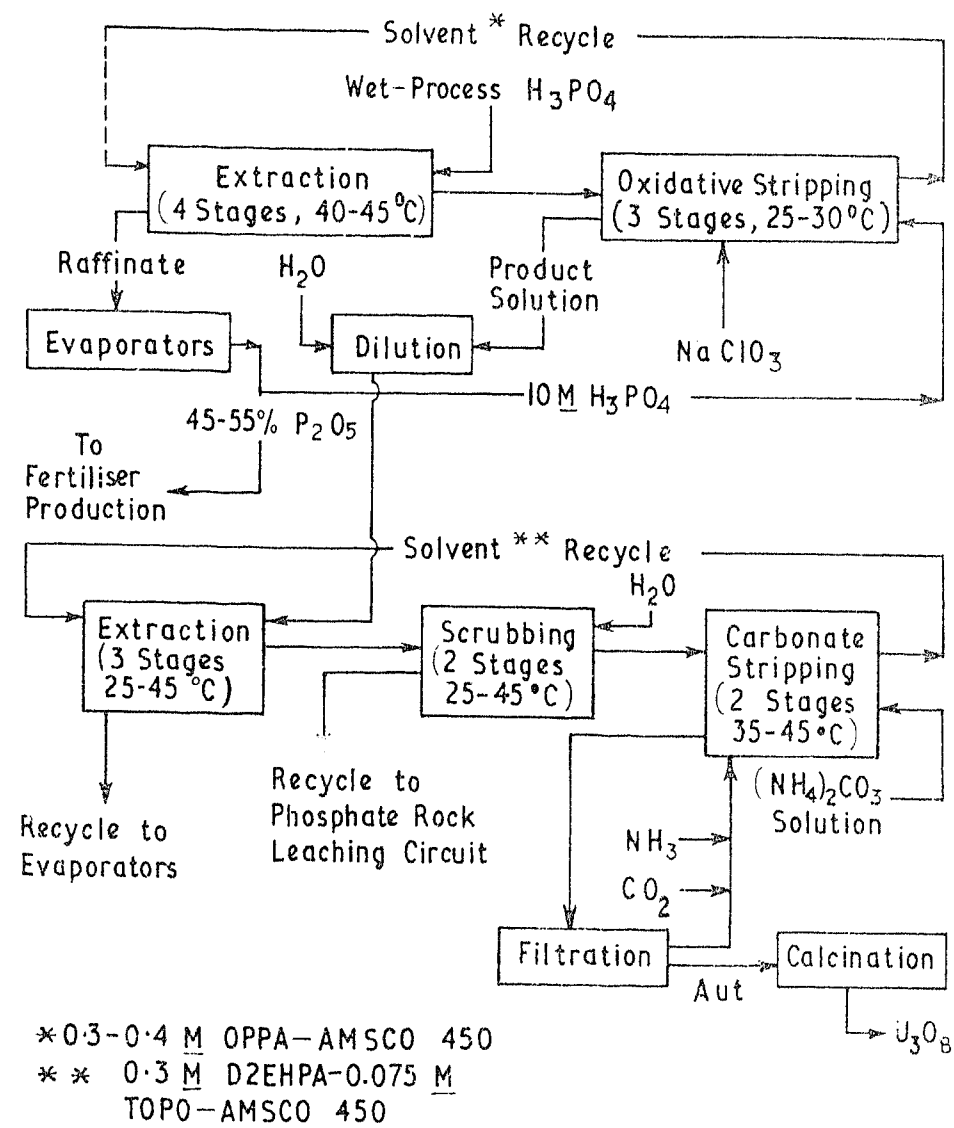 Solvent * Recycle
Wet-Process H₃PO₄
Extraction
(4 Stages, 40-45°C)
Oxidative Stripping
(3 Stages, 25-30°C)
Raffinate
H₂O
Product
Solution
Evaporators
Dilution
NaClO₃
10 M H₃PO₄
45-55% P₂O₅
To
Fertiliser
Production
Solvent ** Recycle
H₂O
Extraction
(3 Stages
25-45 °C)
Scrubbing
(2 Stages
25-45°C)
Carbonate
Stripping
(2 Stages
35-45°C)
(NH₄)₂CO₃
Solution
Recycle to
Evaporators
Recycle to
Phosphate Rock
Leaching Circuit
NH₃
CO₂
Filtration
Calcination
Aut
U₃O₈
*0·3-0·4 M OPPA-AMSCO 450
** 0·3 M D2EHPA-0.075 M
TOPO-AMSCO 450